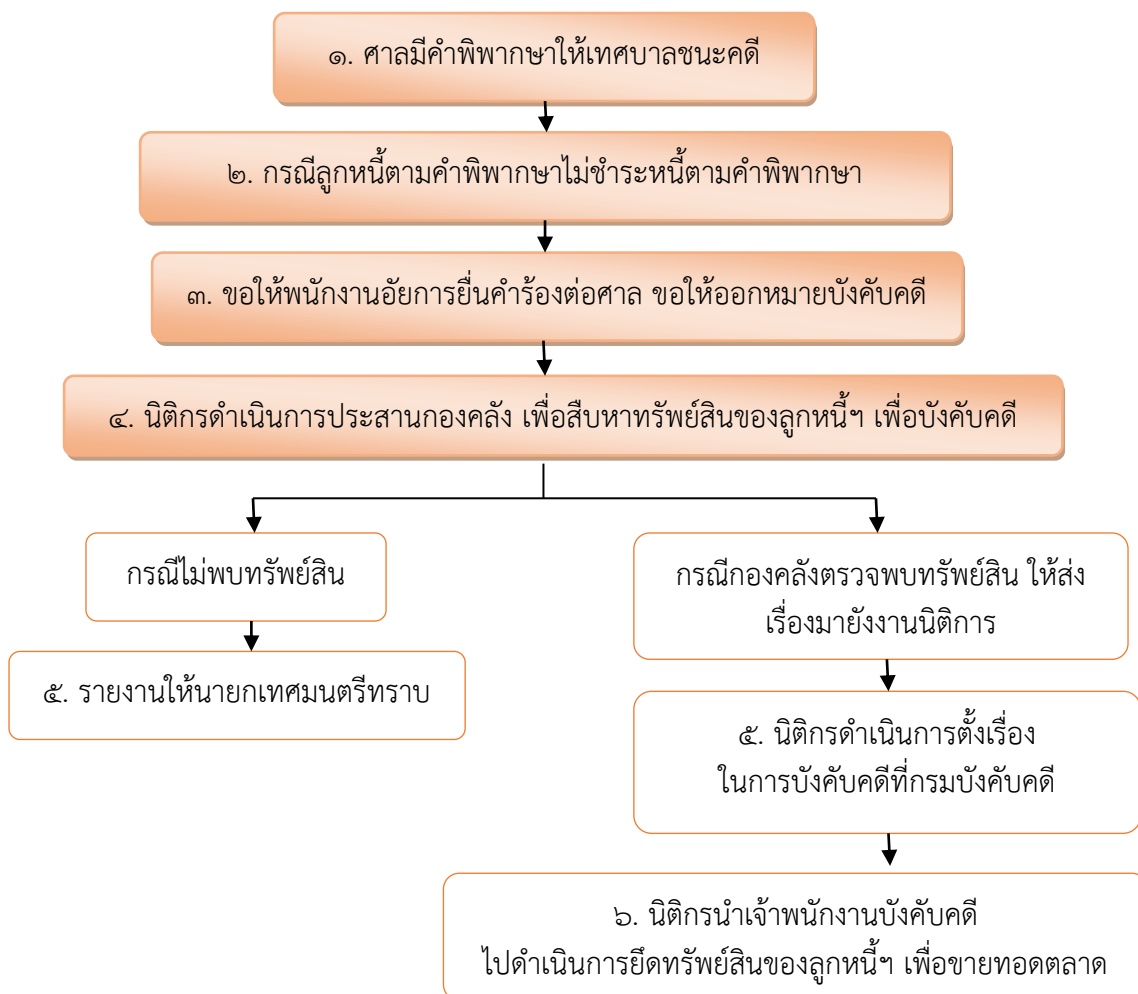 ๑. ศาลมีคำพิพากษาให้เทศบาลชนะคดี
๒. กรณีลูกหนี้ตามคำพิพากษาไม่ชำระหนี้ตามคำพิพากษา
๓. ขอให้พนักงานอัยการยื่นคำร้องต่อศาล ขอให้ออกหมายบังคับคดี
๔. นิติกรดำเนินการประสานกองคลัง เพื่อสืบหาทรัพย์สินของลูกหนี้ฯ เพื่อบังคับคดี
กรณีไม่พบทรัพย์สิน
๕. รายงานให้นายกเทศมนตรีทราบ
กรณีกองคลังตรวจพบทรัพย์สิน ให้ส่ง
เรื่องมายังงานนิติการ
๕. นิติกรดำเนินการตั้งเรื่อง
ในการบังคับคดีที่กรมบังคับคดี
๖. นิติกรนำเจ้าพนักงานบังคับคดี
ไปดำเนินการยึดทรัพย์สินของลูกหนี้ฯ เพื่อขายทอดตลาด